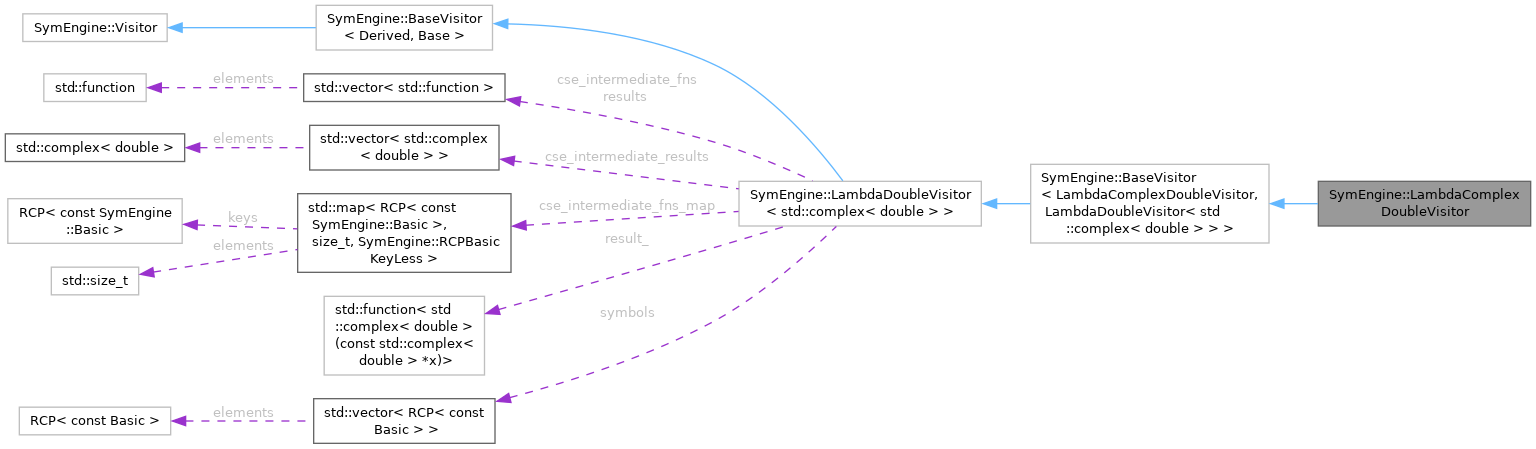 SymEngine::Visitor
SymEngine::BaseVisitor
< Derived, Base >
std::function
elements
std::vector< std::function >
cse_intermediate_fns
results
std::complex< double >
elements
std::vector< std::complex
< double > >
cse_intermediate_results
RCP< const SymEngine
::Basic >
keys
elements
std::size_t
std::map< RCP< const
SymEngine::Basic >,
size_t, SymEngine::RCPBasic
KeyLess >
cse_intermediate_fns_map
result_
std::function< std
::complex< double >
(const std::complex<
double > *x)>
symbols
RCP< const Basic >
elements
std::vector< RCP< const
Basic > >
SymEngine::LambdaDoubleVisitor
< std::complex< double > >
SymEngine::BaseVisitor
< LambdaComplexDoubleVisitor,
LambdaDoubleVisitor< std
::complex< double > > >
SymEngine::LambdaComplex
DoubleVisitor